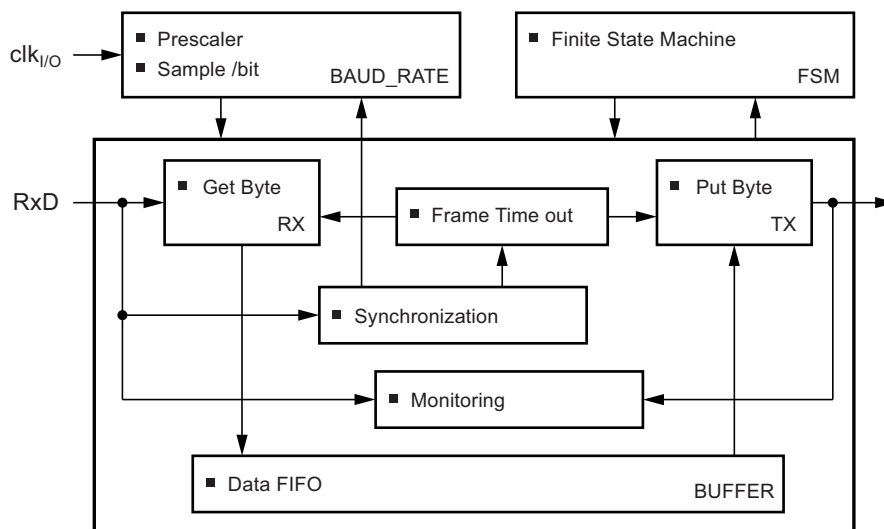 clkI/O
■ Prescaler
■ Sample /bit
BAUD_RATE
■ Finite State Machine
FSM
RxD
■ Get Byte
RX
■ Frame Time out
■ Put Byte
TX
■ Synchronization
■ Monitoring
■ Data FIFO
BUFFER